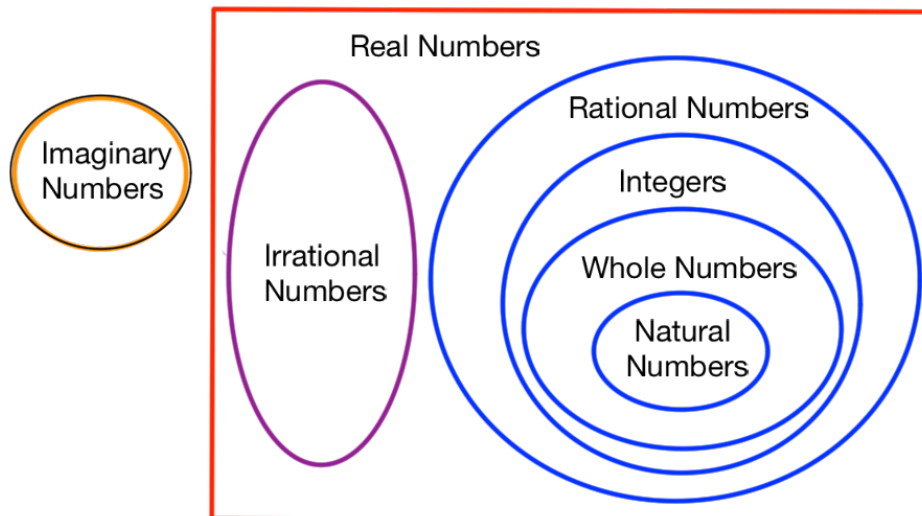 Real Numbers
Imaginary
Numbers
Irrational
Numbers
Rational Numbers
Integers
Whole Numbers
Natural
Numbers